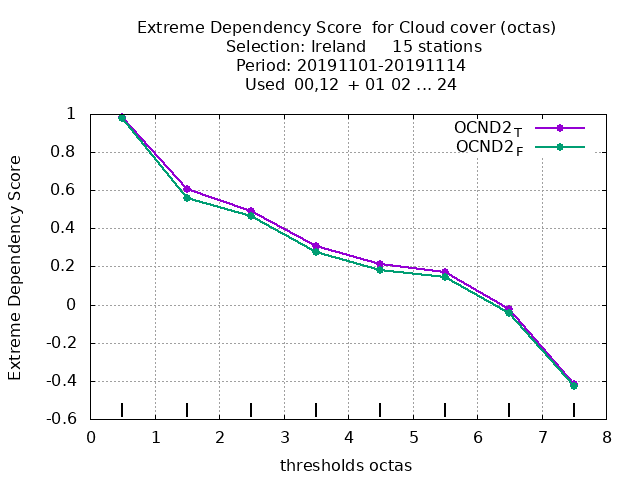 Extreme Dependency Score  for Cloud cover (octas)
Selection: Ireland     15 stations
Period: 20191101-20191114
Used  00,12  + 01 02 ... 24
OCND2T
OCND2F
Extreme Dependency Score
1
0.8
0.6
0.4
0.2
0
-0.2
-0.4
-0.6
0 1 2 3 4 5 6 7 8
thresholds octas